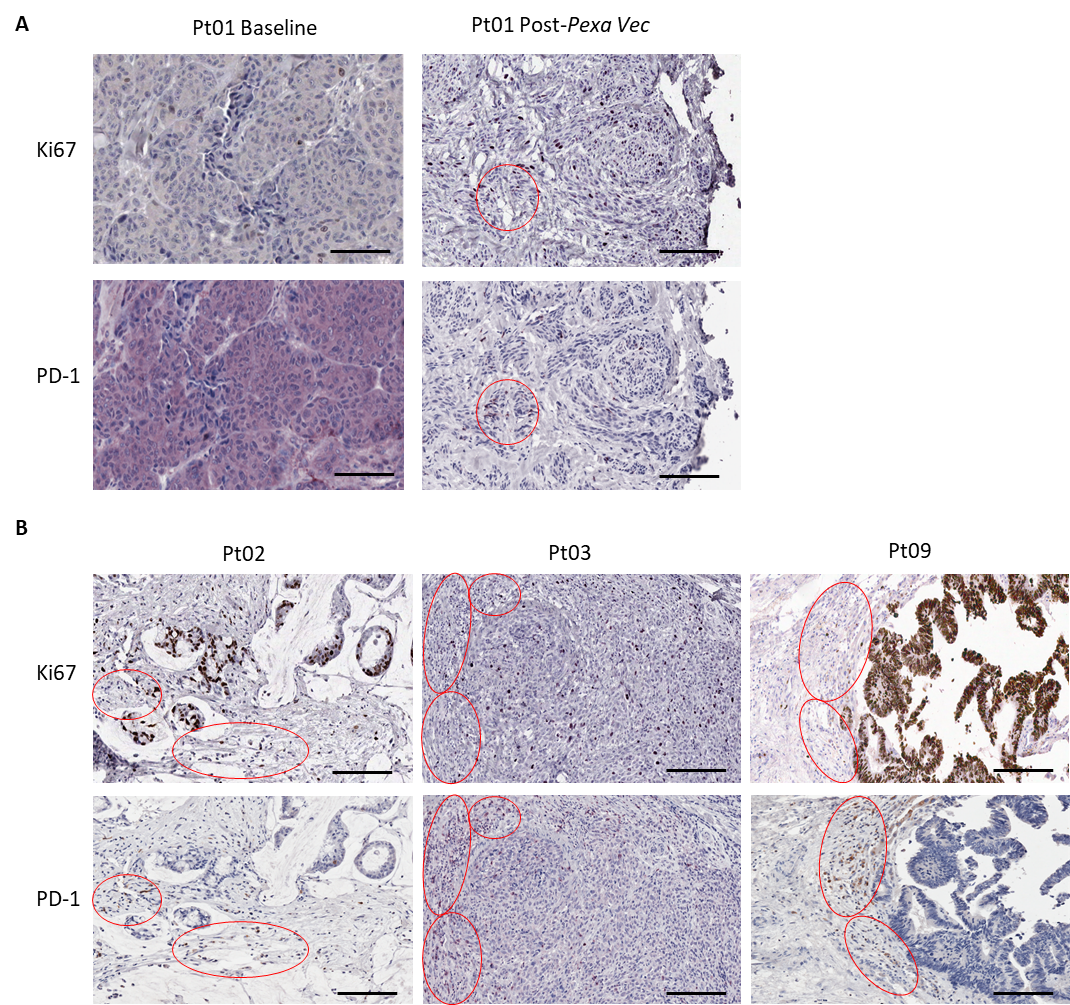 A
Pt01 Baseline
Pt01 Post-Pexa Vec
Ki67
PD-1
B
Pt02
Pt03
Pt09
Ki67
PD-1